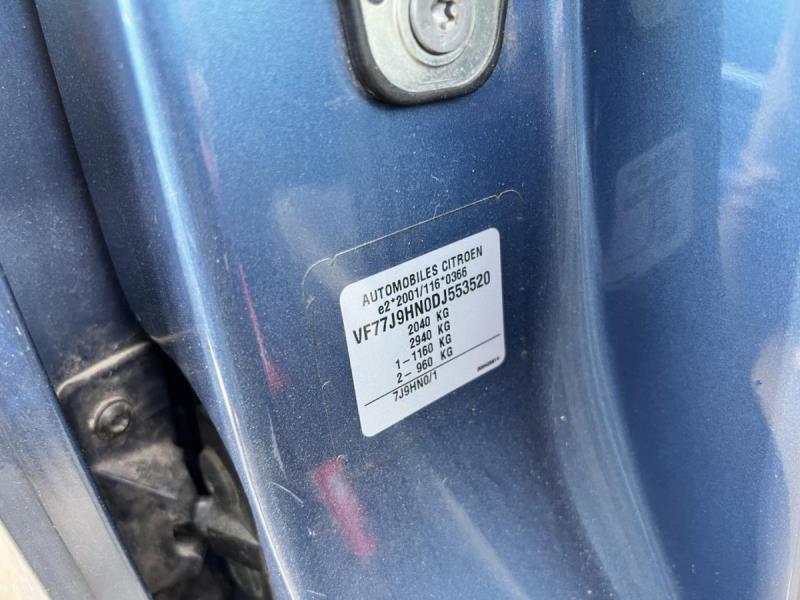 AUTOMOBILES CITROEN
e2*2001/116*0366
VF77J9HN0DJ553520
2040 KG
2940 KG
1-1160 KG
2- 960 KG
7J9HN0/1